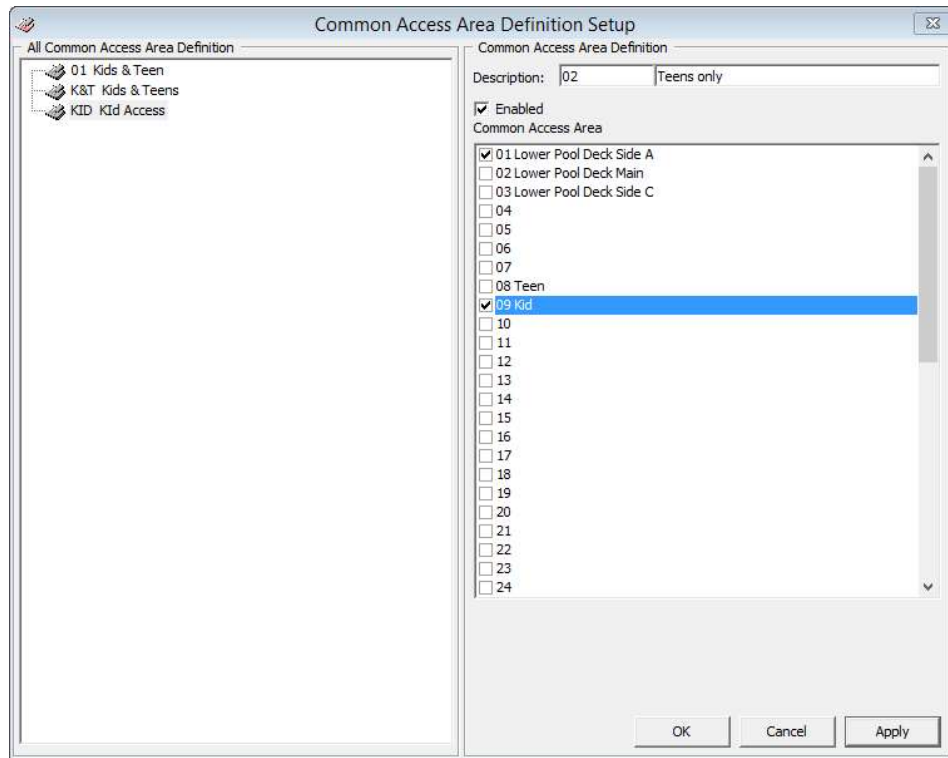 Common Access Area Definition Setup
All Common Access Area Definition
01 Kids & Teen
K&T Kids & Teens
KID KId Access
Common Access Area Definition
Description: 02 Teens only
Enabled
Common Access Area
01 Lower Pool Deck Side A
02 Lower Pool Deck Main
03 Lower Pool Deck Side C
04
05
06
07
08 Teen
09 Kid
10
11
12
13
14
15
16
17
18
19
20
21
22
23
24
OK Cancel Apply